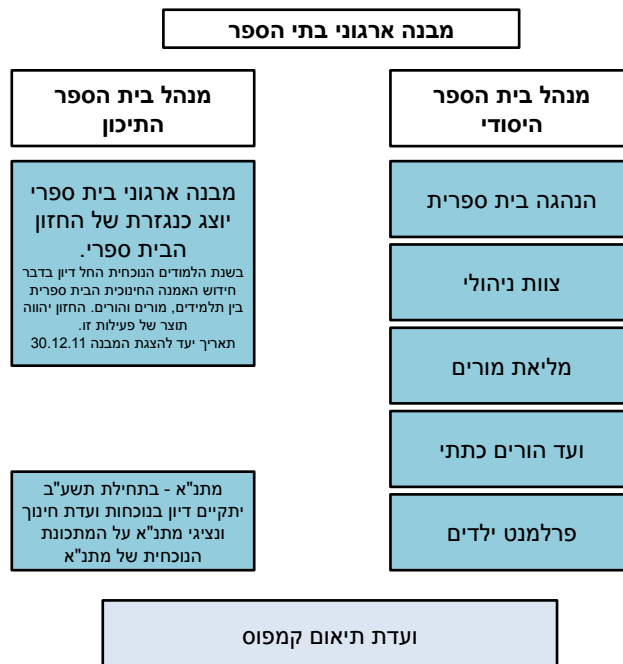 מבנה ארגוני בתי הספר
מנהל בית הספר
היסודי
הנהגה בית ספרית
צוות ניהולי
מליאת מורים
ועד הורים כתתי
פרלמנט ילדים
מנהל בית הספר
התיכון
מבנה ארגוני בית ספרי
יוצג כנגזרת של החזון
הבית ספרי.
בשנת הלמודים הנוכחית החל דיון בדבר
חידוש האמנה החינוכית הבית ספרית
בין תלמידים, מורים והורים. החזון יהווה
תוצר של פעילות זו.
תאריך יעד להצגת המבנה 30.12.11
מתנ"א - בתחילת תשע"ב
יתקיים דיון בנוכחות ועדת חינוך
ונציגי מתנ"א על המתכונת
הנוכחית של מתנ"א
ועדת תיאום קמפוס